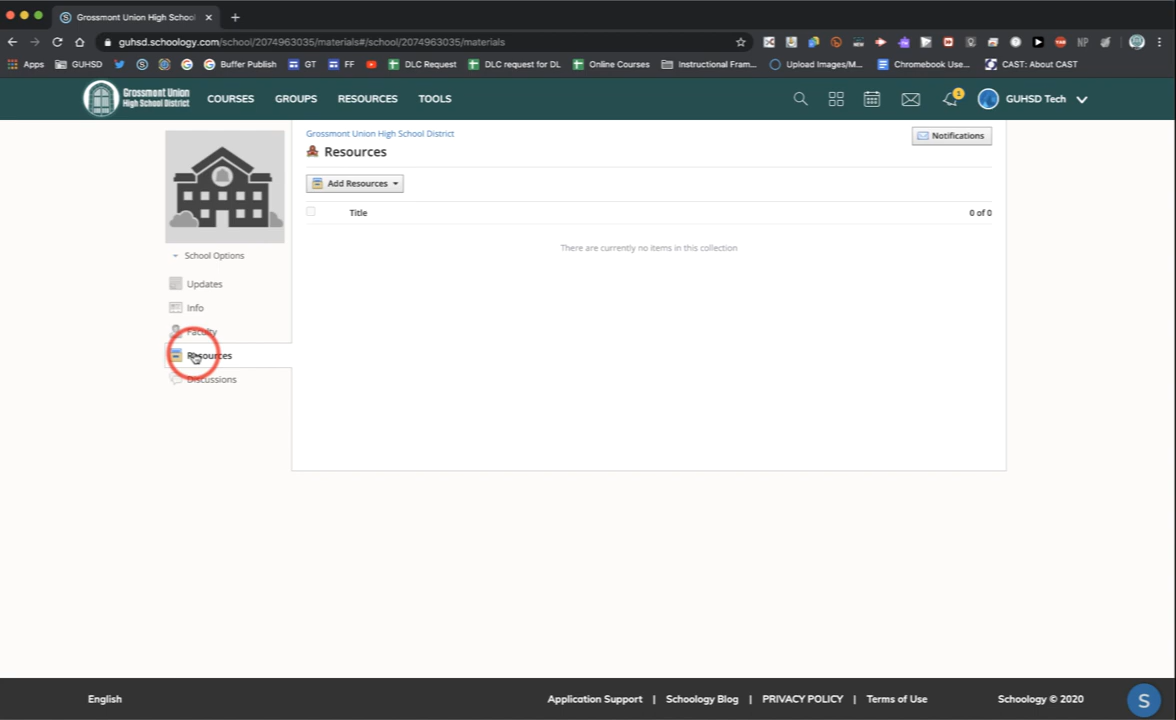 Grossmont Union High School
guhsd.schoology.com/school/2074963035/materials#/school/2074963035/materials
Apps GUHSD Buffer Publish GT FF DLC Request DLC request for DL Online Courses Instructional Fram... Upload Images/M... Chromebook Use... CAST: About CAST
NEW
NP
Grossmont Union
High School District
COURSES GROUPS RESOURCES TOOLS
1
GUHSD Tech
Grossmont Union High School District
Notifications
Resources
Add Resources
Title 0 of 0
There are currently no items in this collection
School Options
Updates
Info
Faculty
Resources
Discussions
English Application Support | Schoology Blog | PRIVACY POLICY | Terms of Use Schoology © 2020
S